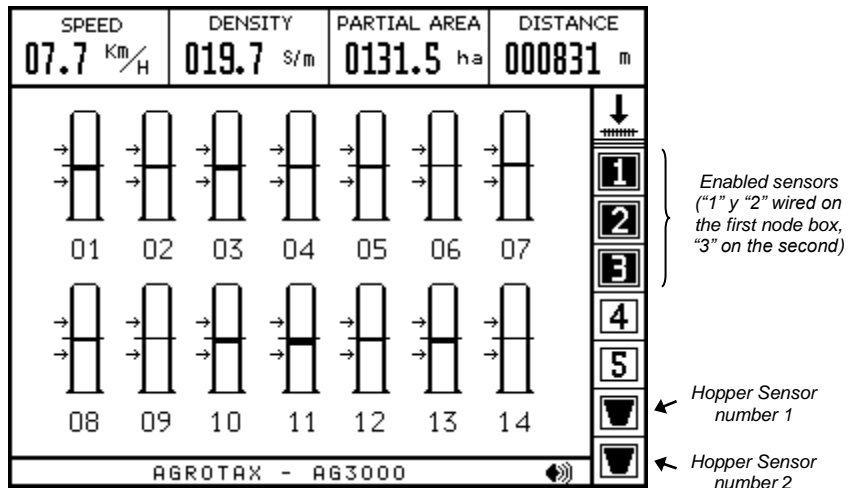 SPEED DENSITY PARTIAL AREA DISTANCE
07.7 Km/H 019.7 S/m 0131.5 ha 000831 m
1
2
3
4
5
Enabled sensors
("1" y "2" wired on
the first node box,
"3" on the second)
01 02 03 04 05 06 07
08 09 10 11 12 13 14
Hopper Sensor
number 1
Hopper Sensor
number 2
AGROTAX - AG3000